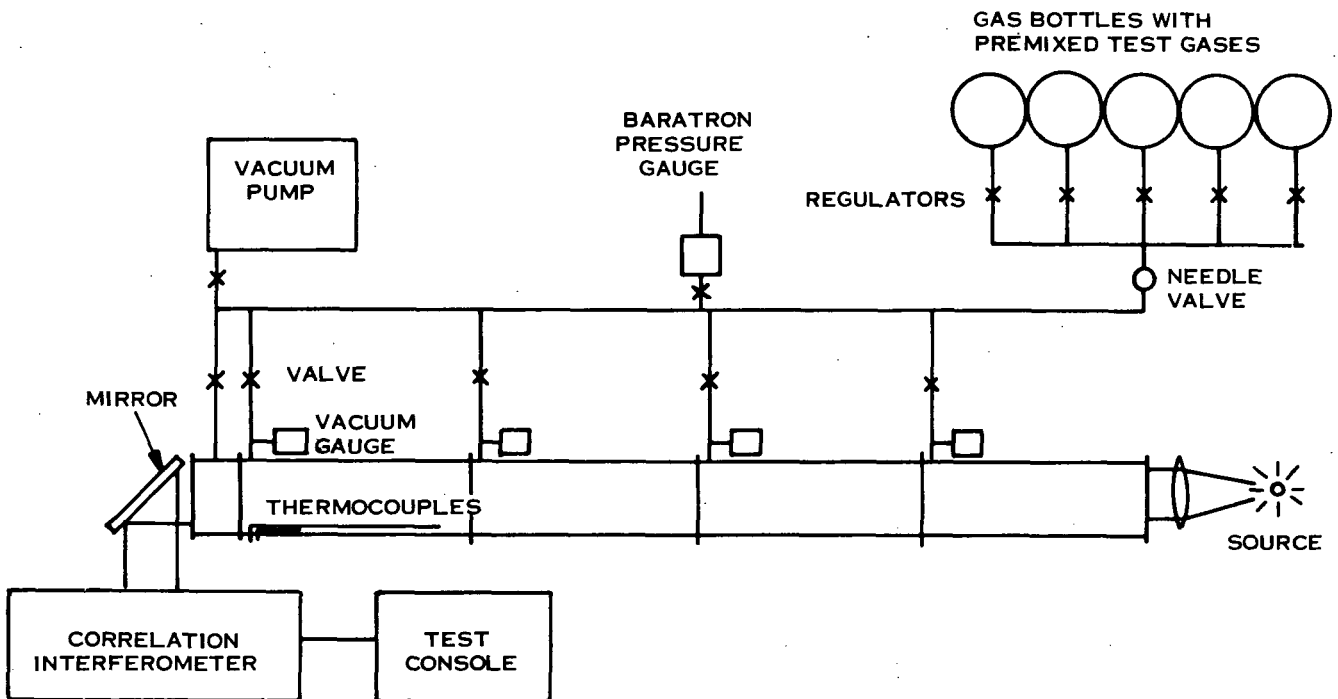 GAS BOTTLES WITH
PREMIXED TEST GASES
BARATRON
PRESSURE
GAUGE
VACUUM
PUMP
REGULATORS
NEEDLE
VALVE
VALVE
MIRROR
VACUUM
GAUGE
THERMOCOUPLES
SOURCE
CORRELATION
INTERFEROMETER
TEST
CONSOLE